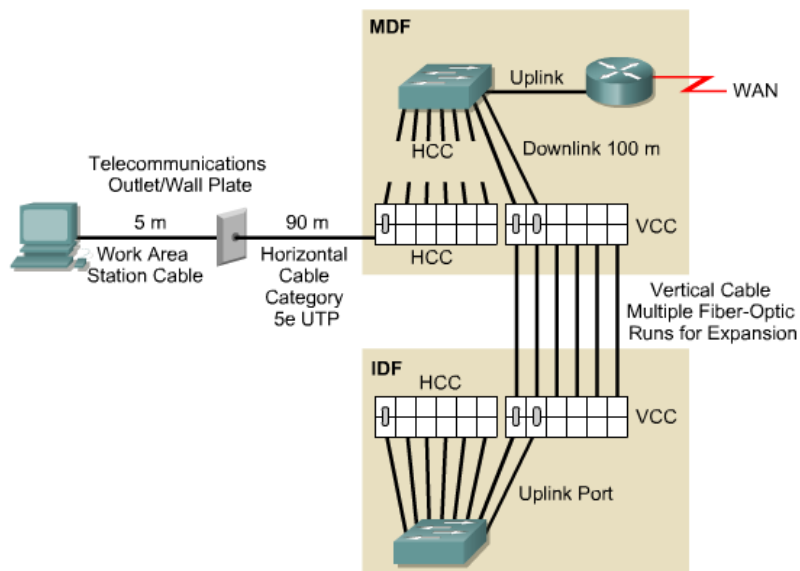 MDF
Uplink
WAN
HCC
Downlink 100 m
Telecommunications
Outlet/Wall Plate
5 m
90 m
Work Area
Station Cable
Horizontal
Cable
Category
5e UTP
HCC
VCC
Vertical Cable
Multiple Fiber-Optic
Runs for Expansion
IDF
HCC
VCC
Uplink Port